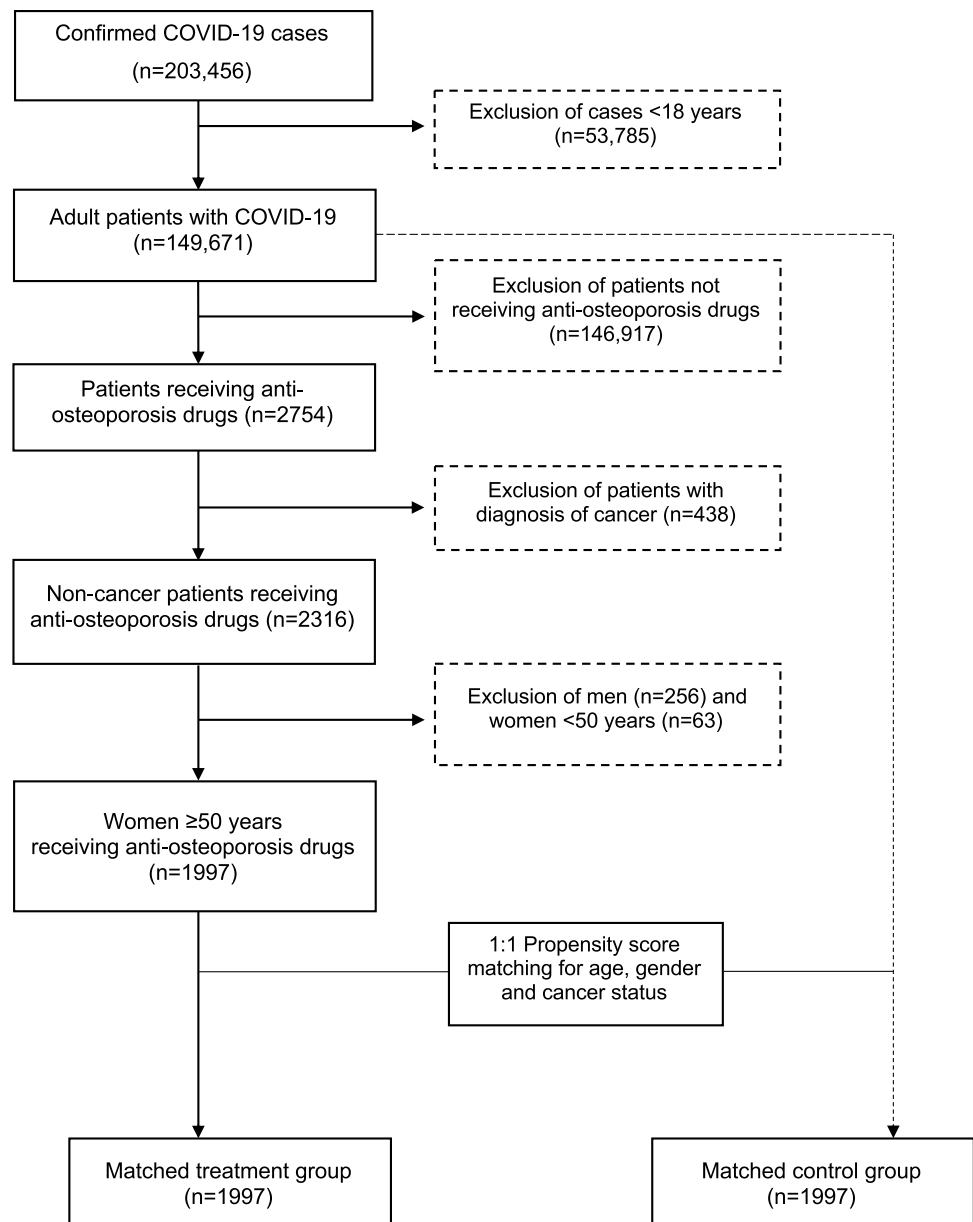 Confirmed COVID-19 cases
(n=203,456)
Exclusion of cases <18 years
(n=53,785)
Adult patients with COVID-19
(n=149,671)
Exclusion of patients not
receiving anti-osteoporosis drugs
(n=146,917)
Patients receiving anti-
osteoporosis drugs (n=2754)
Exclusion of patients with
diagnosis of cancer (n=438)
Non-cancer patients receiving
anti-osteoporosis drugs (n=2316)
Exclusion of men (n=256) and
women <50 years (n=63)
Women ≥50 years
receiving anti-osteoporosis drugs
(n=1997)
1:1 Propensity score
matching for age, gender
and cancer status
Matched treatment group
(n=1997)
Matched control group
(n=1997)